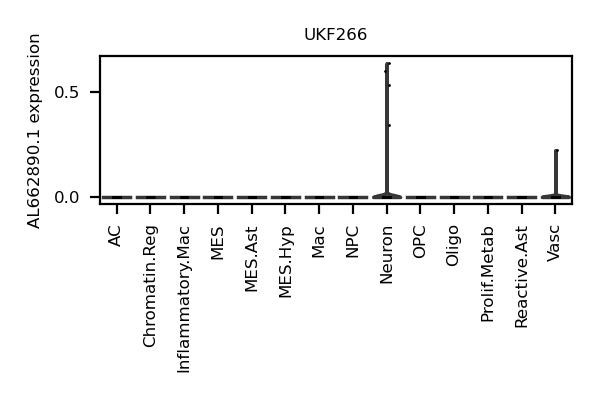 UKF266
AL662890.1 expression
0.5
0.0
AC
Chromatin.Reg
Inflammatory.Mac
MES
MES.Ast
MES.Hyp
Mac
NPC
Neuron
OPC
Oligo
Prolif.Metab
Reactive.Ast
Vasc